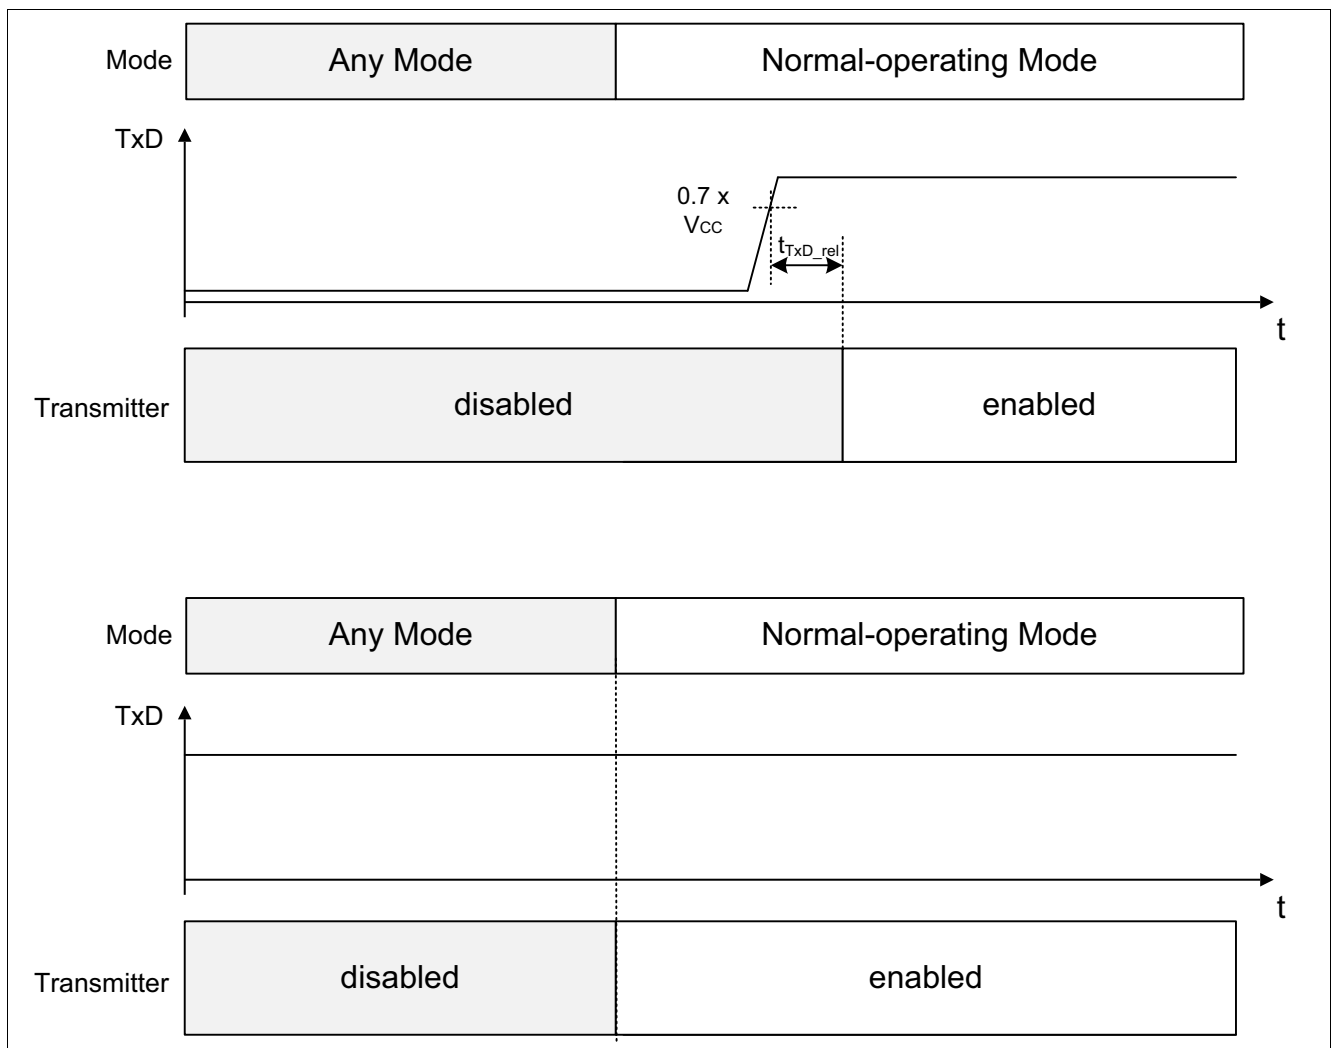 Mode Any Mode Normal-operating Mode
TxD
0.7 x
VCC
tTxD_rel
t
Transmitter disabled enabled
Mode Any Mode Normal-operating Mode
TxD
t
Transmitter disabled enabled